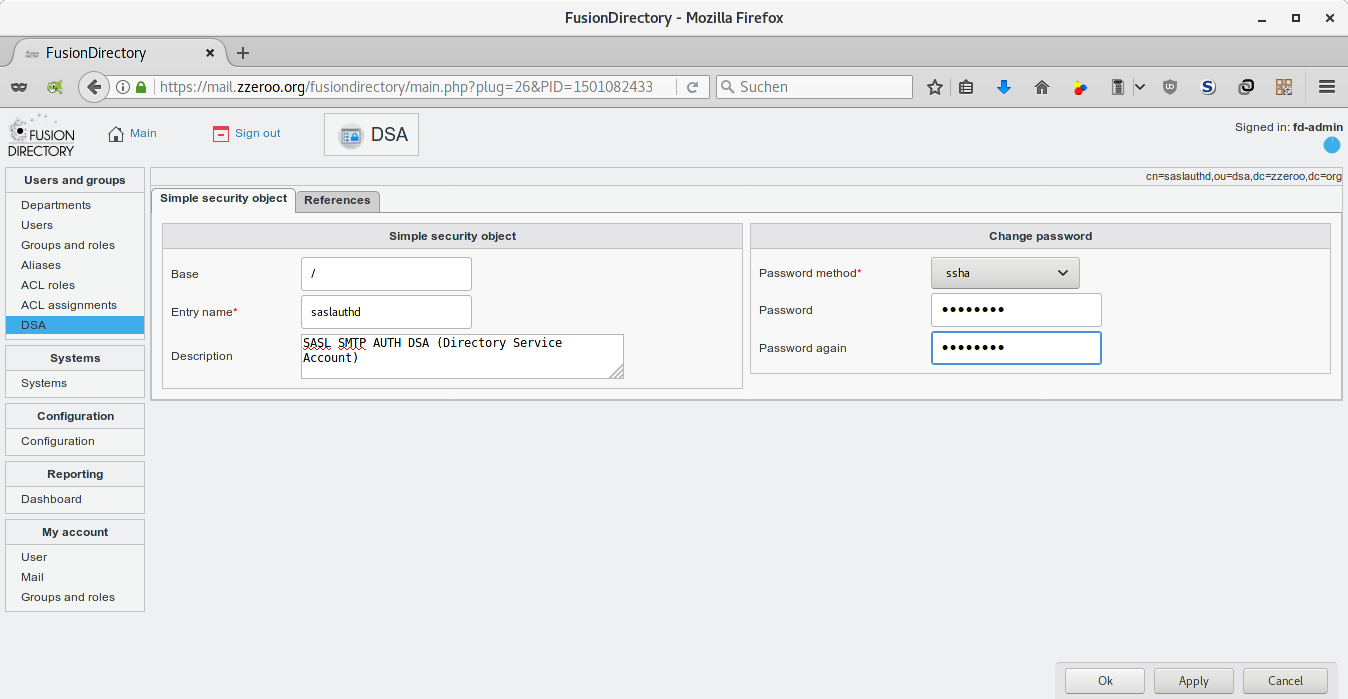 FusionDirectory - Mozilla Firefox
FusionDirectory
https://mail.zzeroo.org/fusiondirectory/main.php?plug=26&PID=1501082433
Suchen
FUSION
DIRECTORY
Main
Sign out
DSA
Signed in: fd-admin
cn=saslauthd,ou=dsa,dc=zzeroo,dc=org
Users and groups
Departments
Users
Groups and roles
Aliases
ACL roles
ACL assignments
DSA
Systems
Systems
Configuration
Configuration
Reporting
Dashboard
My account
User
Mail
Groups and roles
Simple security object
References
Simple security object
Base
/
Entry name*
saslauthd
Description
SASL SMTP AUTH DSA (Directory Service
Account)
Change password
Password method*
ssha
Password
••••••••
Password again
••••••••
Ok
Apply
Cancel